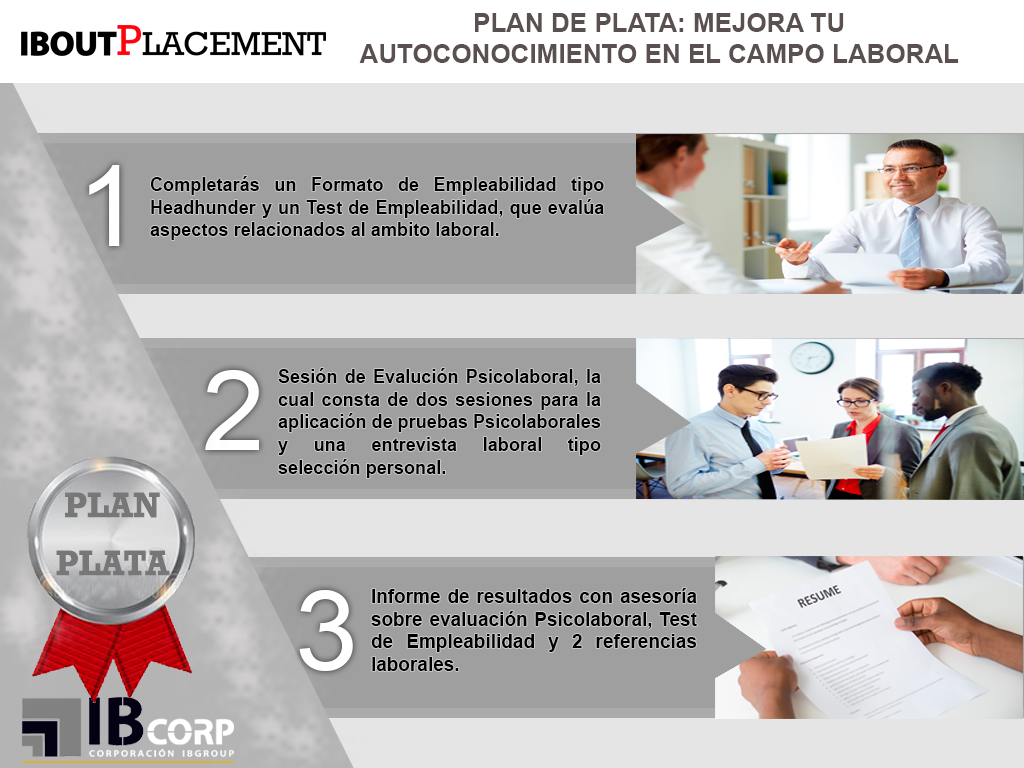 IBOUTPLACEMENT
PLAN DE PLATA: MEJORA TU
AUTOCONOCIMIENTO EN EL CAMPO LABORAL
1
Completarás un Formato de Empleabilidad tipo
Headhunder y un Test de Empleabilidad, que evalúa
aspectos relacionados al ambito laboral.
2
Sesión de Evalución Psicolaboral, la
cual consta de dos sesiones para la
aplicación de pruebas Psicolaborales
y una entrevista laboral tipo
selección personal.
3
Informe de resultados con asesoría
sobre evaluación Psicolaboral, Test
de Empleabilidad y 2 referencias
laborales.
RESUME
PLAN
PLATA
IB CORP
CORPORACIÓN IBGROUP